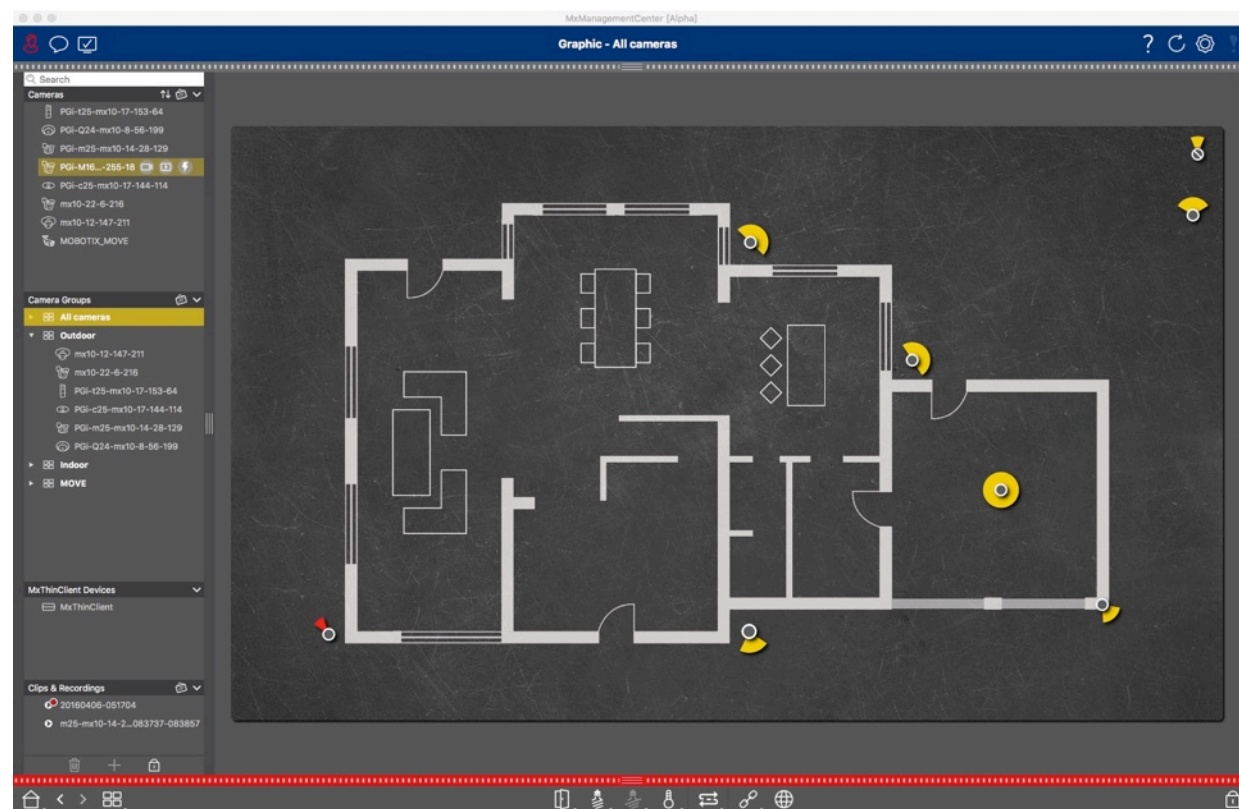 MxManagementCenter [Alpha]
Graphic - All cameras
Search
Cameras
PGi-t25-mx10-17-153-64
PGi-Q24-mx10-8-56-199
PGi-m25-mx10-14-28-129
PGi-M16...-255-18
PGi-c25-mx10-17-144-114
mx10-22-6-216
mx10-12-147-211
MOBOTIX_MOVE
Camera Groups
All cameras
Outdoor
mx10-12-147-211
mx10-22-6-216
PGi-t25-mx10-17-153-64
PGi-c25-mx10-17-144-114
PGi-m25-mx10-14-28-129
PGi-Q24-mx10-8-56-199
Indoor
MOVE
MxThinClient Devices
MxThinClient
Clips & Recordings
20160406-051704
m25-mx10-14-2...083737-083857